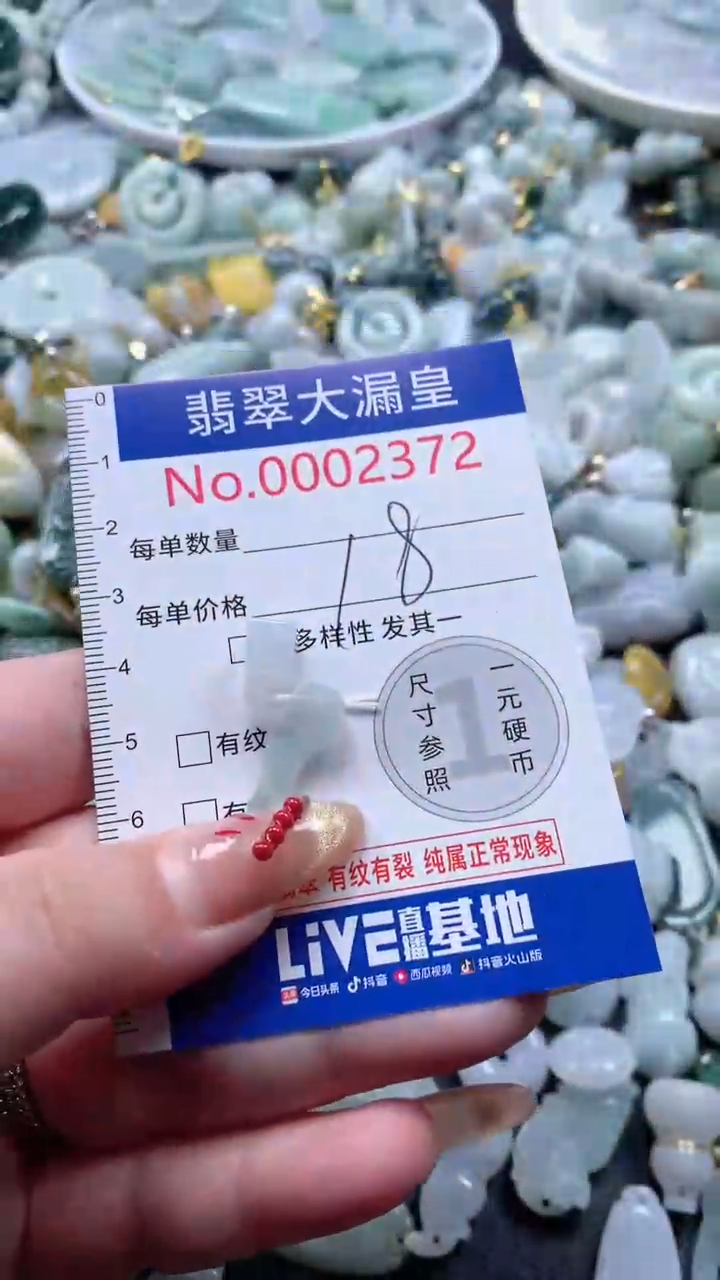 翡翠大漏皇
No.0002372
每单数量
18
每单价格
多样性 发其一
尺寸参照
一元硬币
1
有纹
有
有纹有裂 纯属正常现象
LiVE直播基地
今日头条 抖音 西瓜视频 抖音火山版
0
1
2
3
4
5
6